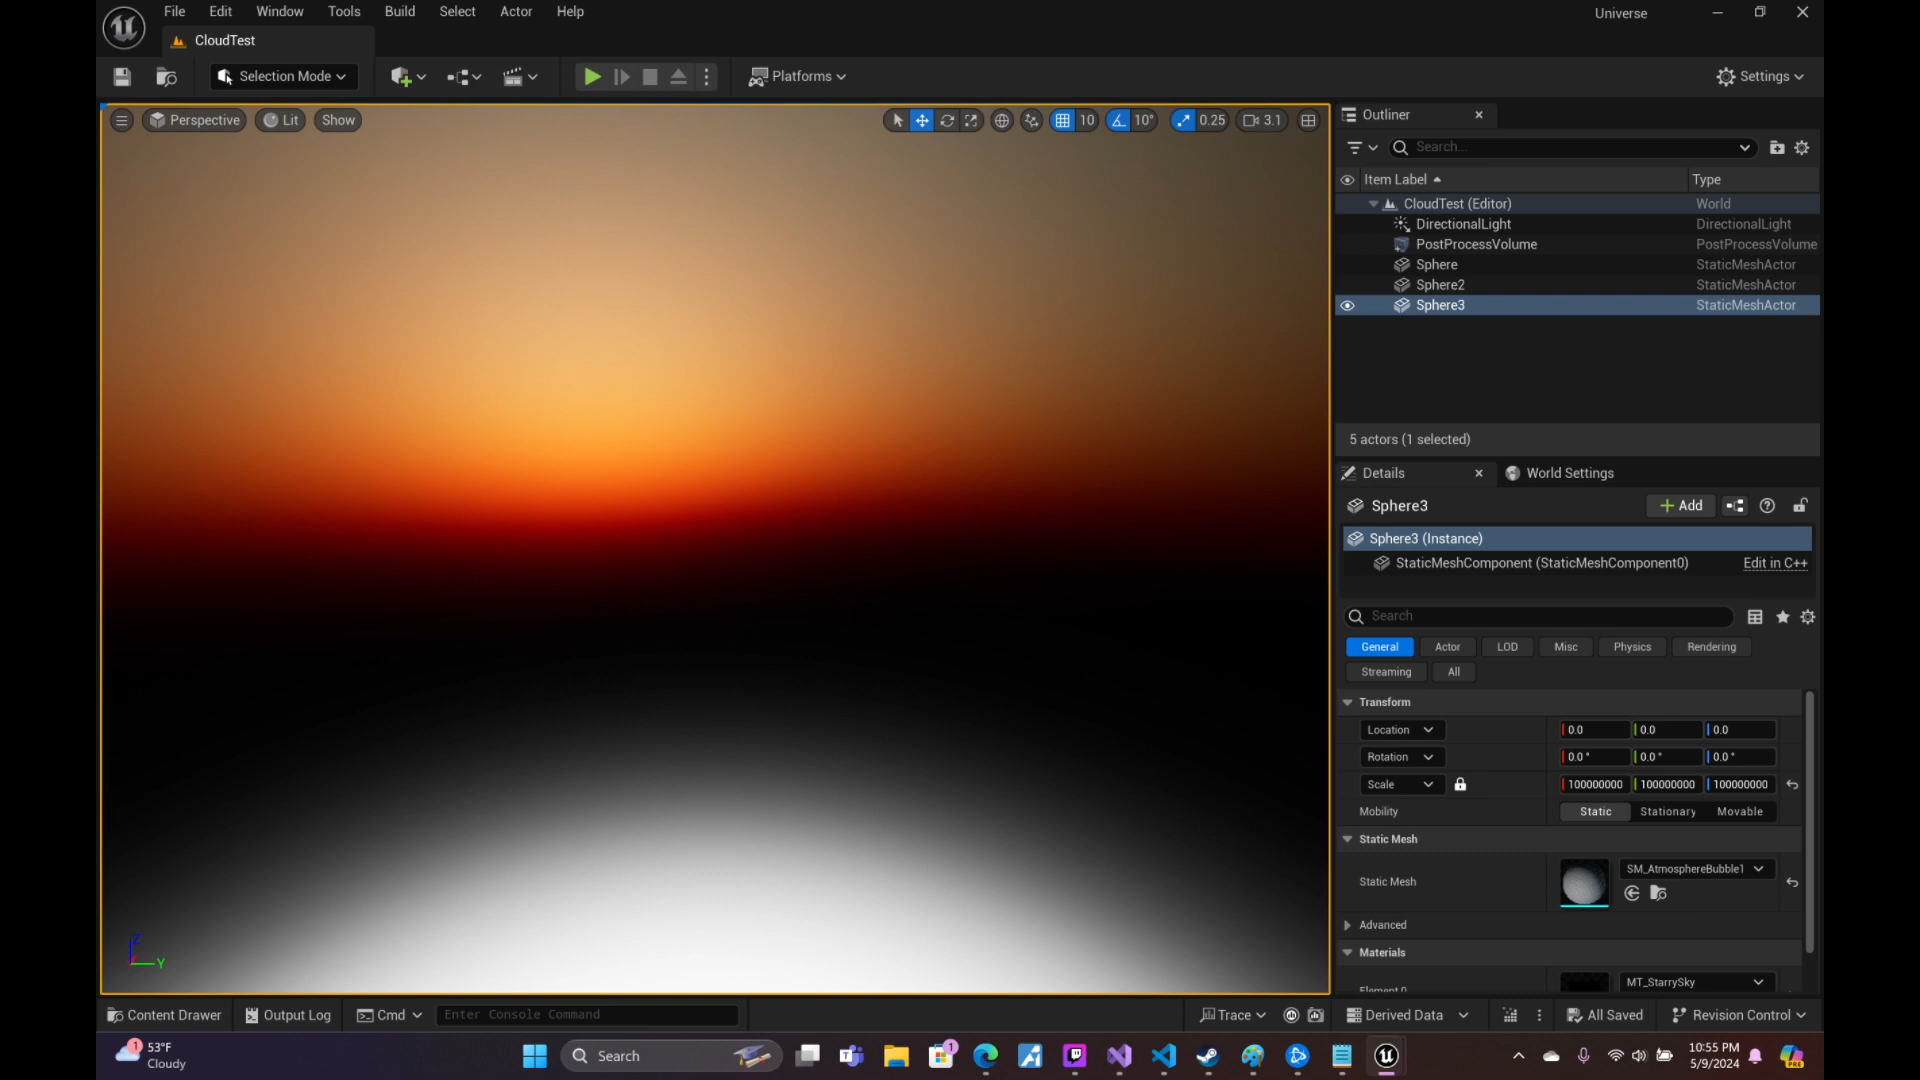 File Edit Window Tools Build Select Actor Help
Universe
CloudTest
Selection Mode
Platforms
Settings
Perspective Lit Show
10 10° 0.25 3.1
Outliner
Search...
Item Label Type
CloudTest (Editor) World
DirectionalLight DirectionalLight
PostProcessVolume PostProcessVolume
Sphere StaticMeshActor
Sphere2 StaticMeshActor
Sphere3 StaticMeshActor
5 actors (1 selected)
Details World Settings
Sphere3 Add
Sphere3 (Instance)
StaticMeshComponent (StaticMeshComponent0) Edit in C++
Search
General Actor LOD Misc Physics Rendering
Streaming All
Transform
Location 0.0 0.0 0.0
Rotation 0.0 ° 0.0 ° 0.0 °
Scale 100000000 100000000 100000000
Mobility Static Stationary Movable
Static Mesh
Static Mesh SM_AtmosphereBubble1
Advanced
Materials
Element 0 MT_StarrySky
Z
Y
Content Drawer Output Log Cmd Enter Console Command Trace Derived Data All Saved Revision Control
1 53°F
Cloudy
Search
1
10:55 PM
5/9/2024
PRE